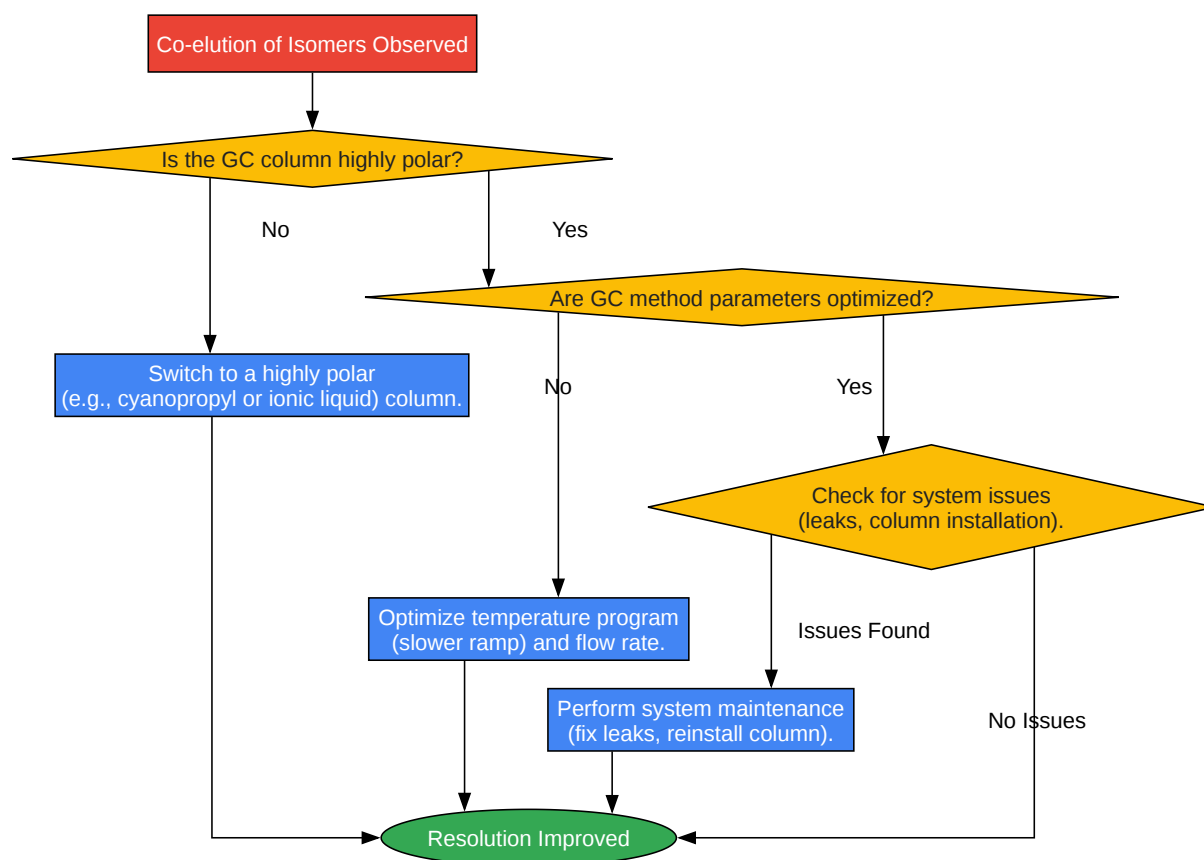 Co-elution of Isomers Observed
Is the GC column highly polar?
No
Yes
Are GC method parameters optimized?
Switch to a highly polar
(e.g., cyanopropyl or ionic liquid) column.
No
Yes
Check for system issues
(leaks, column installation).
Optimize temperature program
(slower ramp) and flow rate.
Issues Found
Perform system maintenance
(fix leaks, reinstall column).
No Issues
Resolution Improved